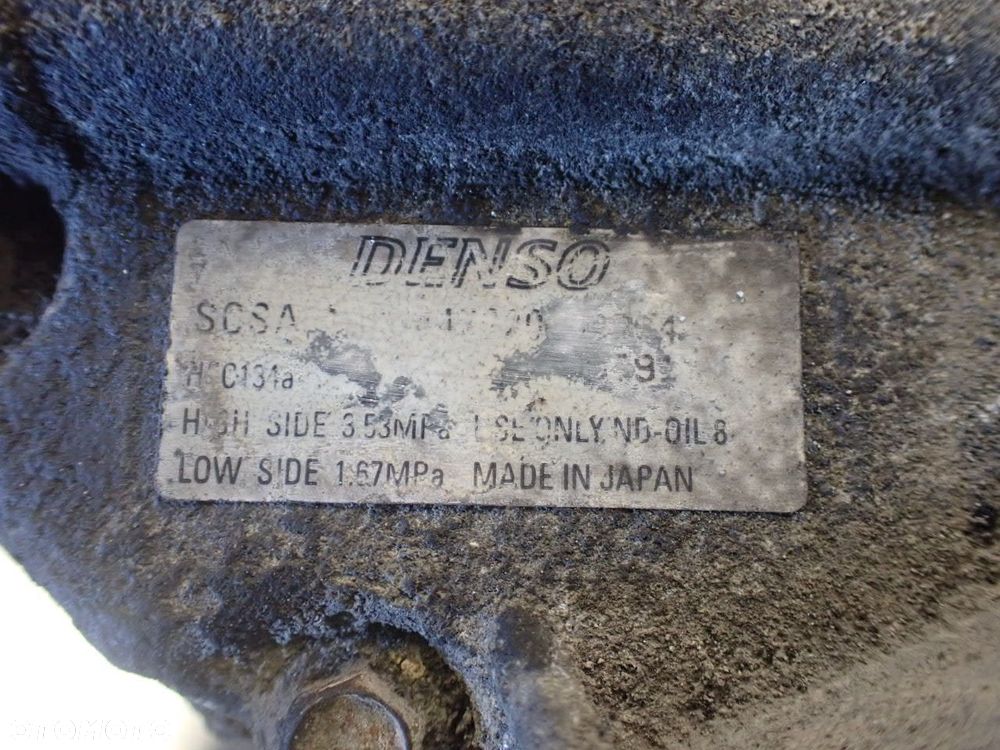 DENSO
SCSA
HFC134a
HIGH SIDE 3.53MPa USE ONLY ND-OIL 8
LOW SIDE 1.67MPa MADE IN JAPAN
OTOMOTO